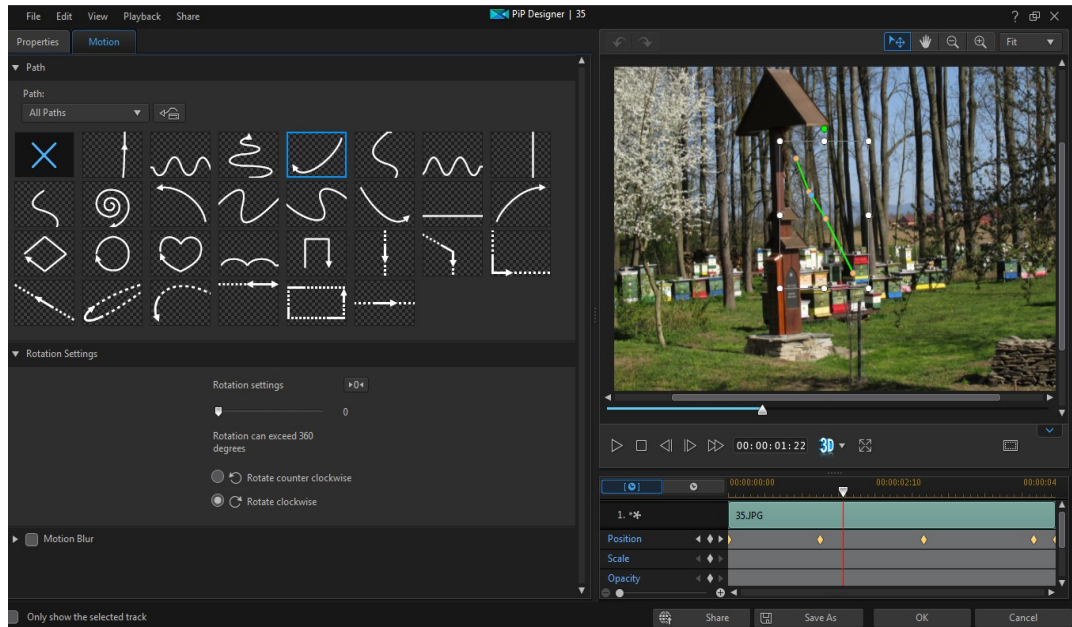 File Edit View Playback Share
PiP Designer | 35
?
Properties Motion
Fit
Path
Path:
All Paths
Rotation Settings
Rotation settings
0
0
Rotation can exceed 360
degrees
Rotate counter clockwise
Rotate clockwise
Motion Blur
00:00:01:22
3D
00:00:00:00 00:00:02:10 00:00:04
1.
35.JPG
Position
Scale
Opacity
Only show the selected track
Share Save As OK Cancel